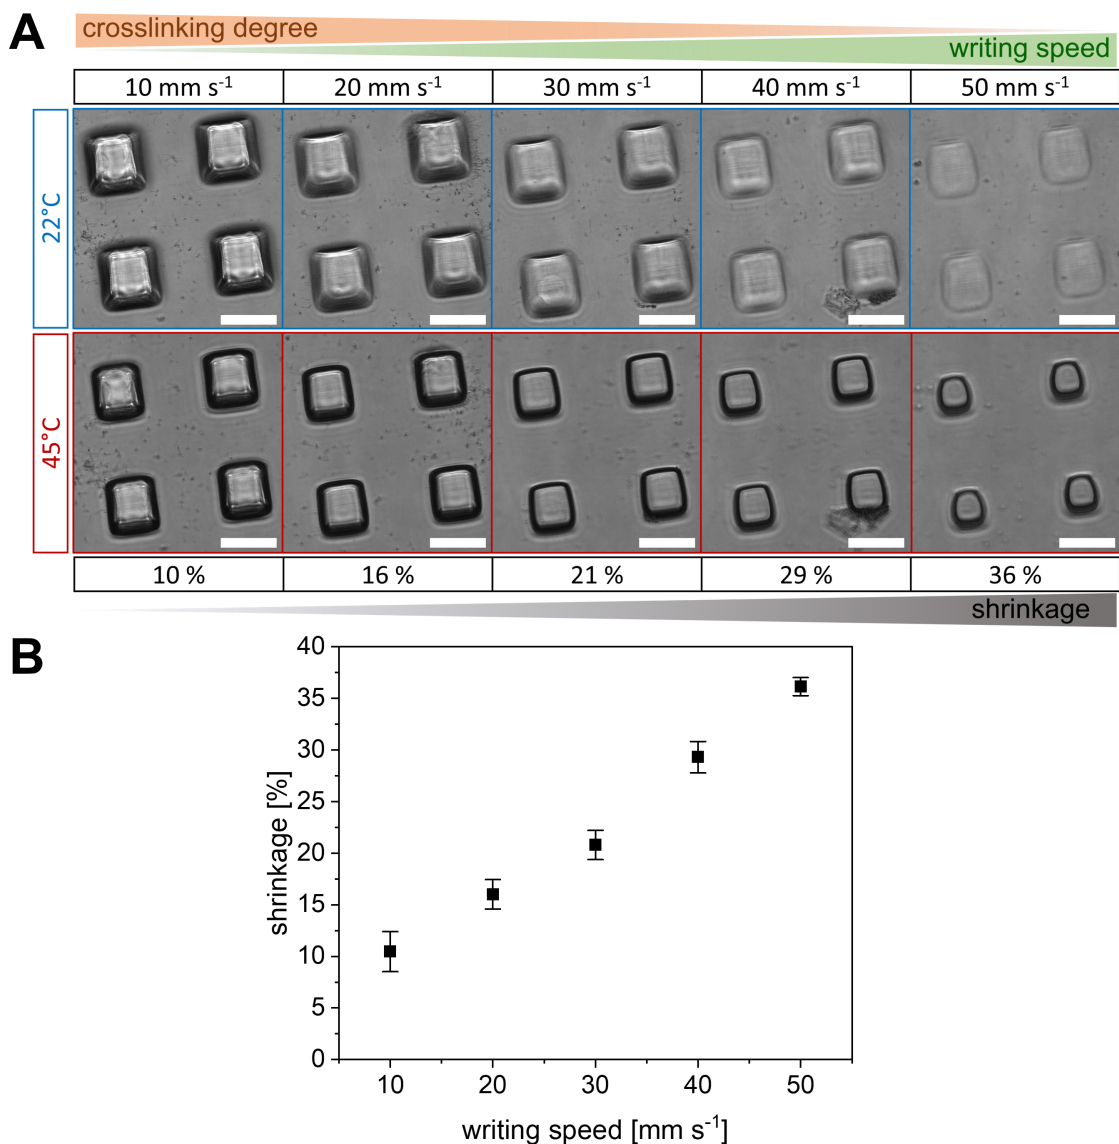 A
crosslinking degree
writing speed
10 mm s⁻¹ 20 mm s⁻¹ 30 mm s⁻¹ 40 mm s⁻¹ 50 mm s⁻¹
22°C
45°C
10 % 16 % 21 % 29 % 36 %
shrinkage
B
40
35
30
25
20
15
10
5
0
shrinkage [%]
10 20 30 40 50
writing speed [mm s⁻¹]